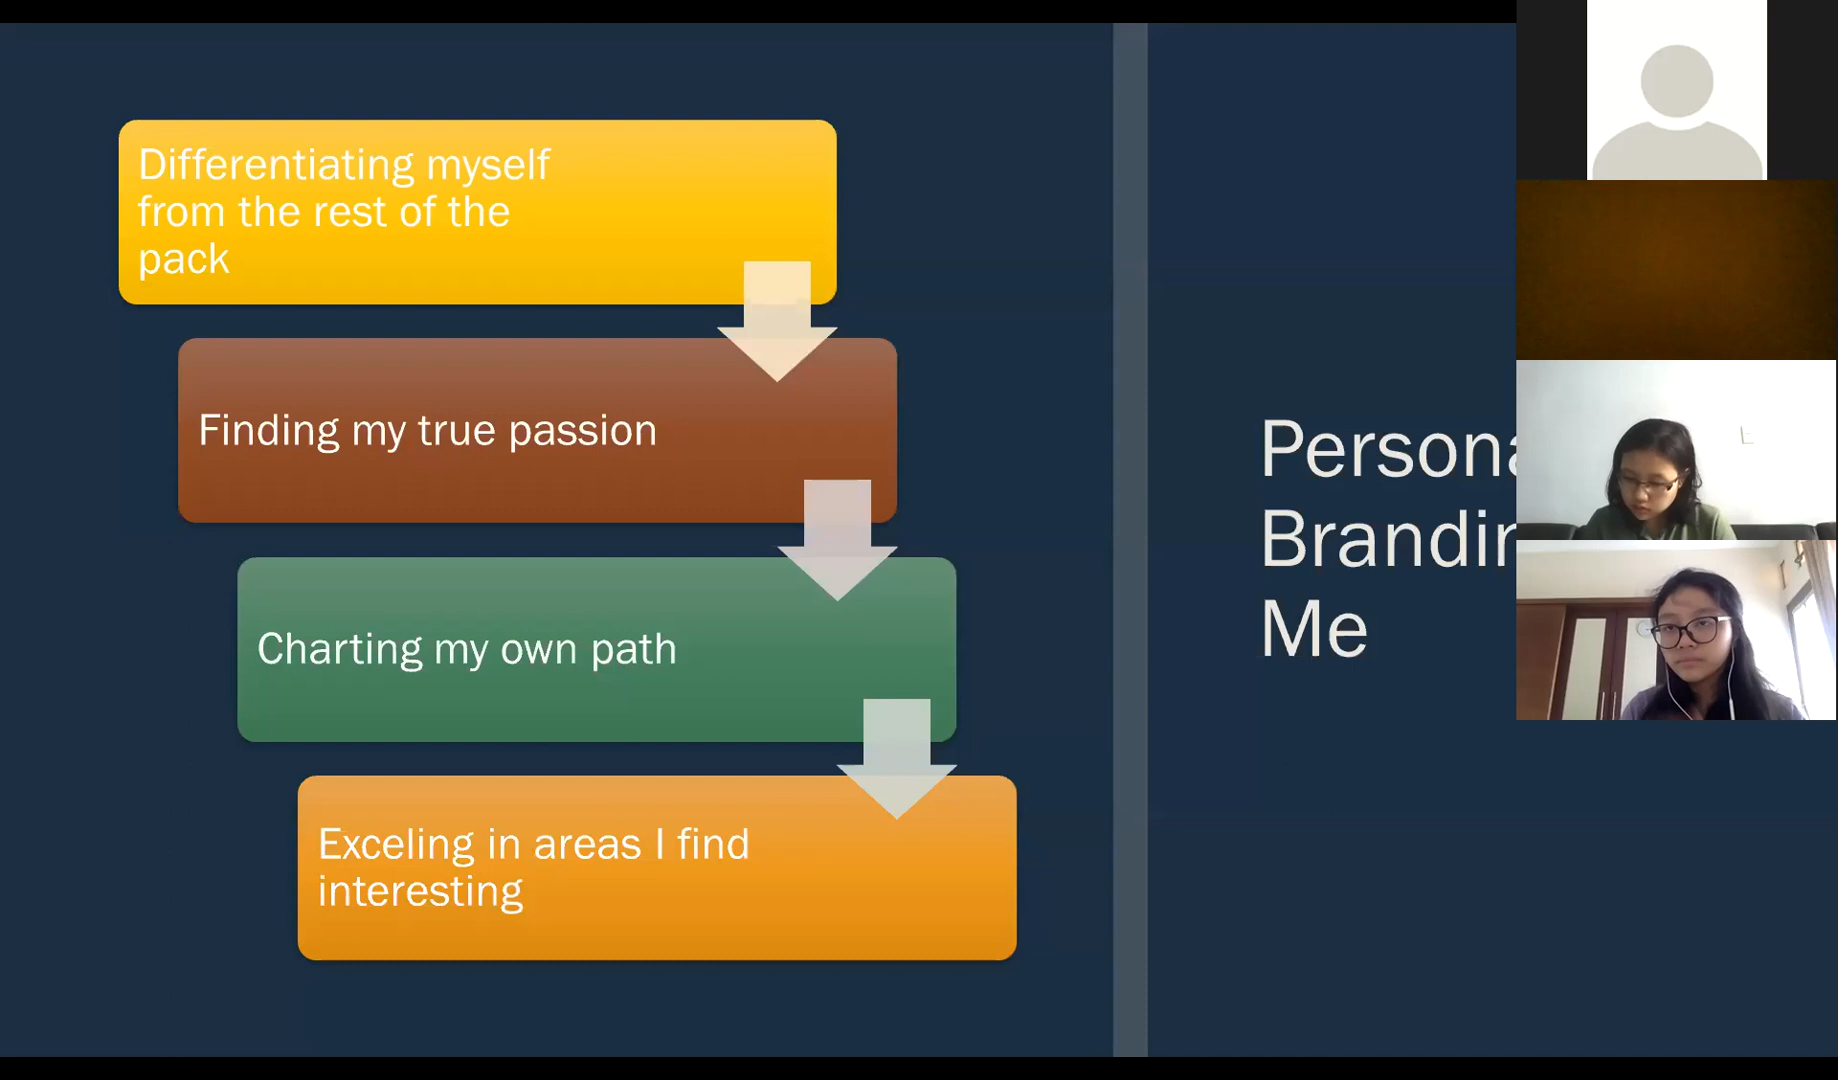 Differentiating myself
from the rest of the
pack
Finding my true passion
Charting my own path
Exceling in areas I find
interesting
Me